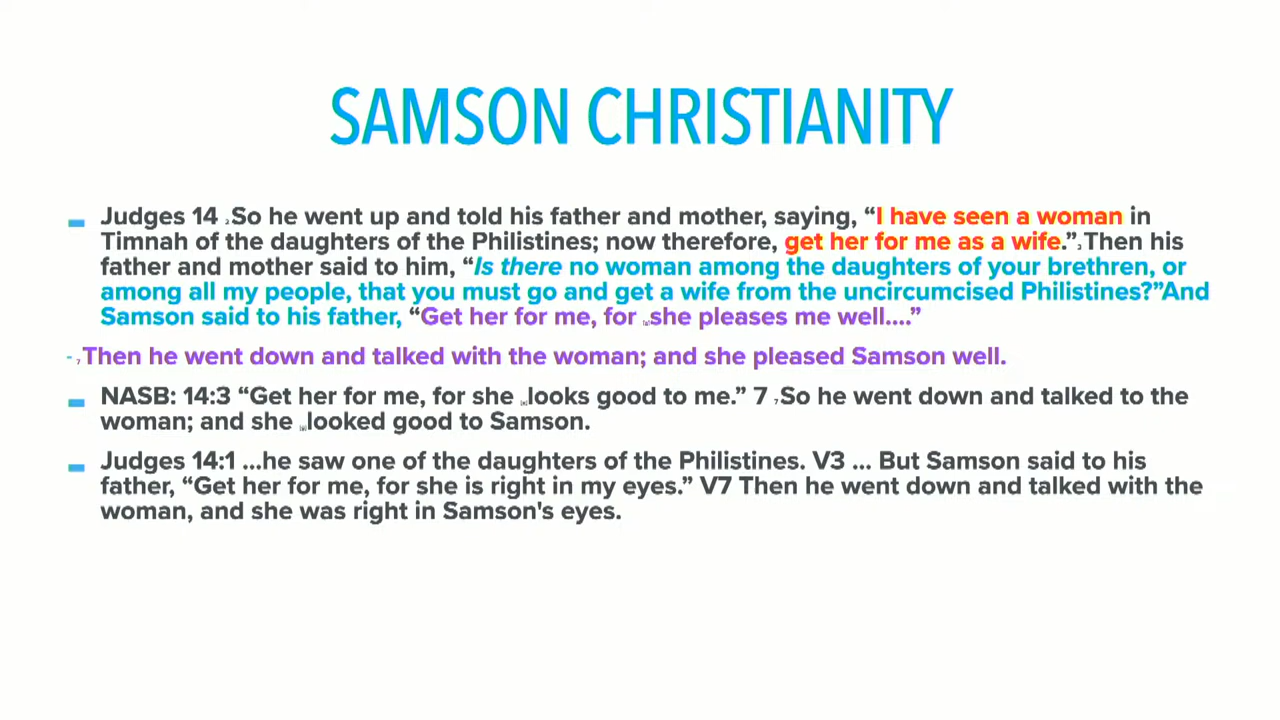 SAMSON CHRISTIANITY
Judges 14 2 So he went up and told his father and mother, saying, “I have seen a woman in
Timnah of the daughters of the Philistines; now therefore, get her for me as a wife.” 3 Then his
father and mother said to him, “Is there no woman among the daughters of your brethren, or
among all my people, that you must go and get a wife from the uncircumcised Philistines?”And
Samson said to his father, “Get her for me, for [a]she pleases me well....”
- 7 Then he went down and talked with the woman; and she pleased Samson well.
NASB: 14:3 “Get her for me, for she [a]looks good to me.” 7 7 So he went down and talked to the
woman; and she [a]looked good to Samson.
Judges 14:1 ...he saw one of the daughters of the Philistines. V3 ... But Samson said to his
father, “Get her for me, for she is right in my eyes.” V7 Then he went down and talked with the
woman, and she was right in Samson's eyes.